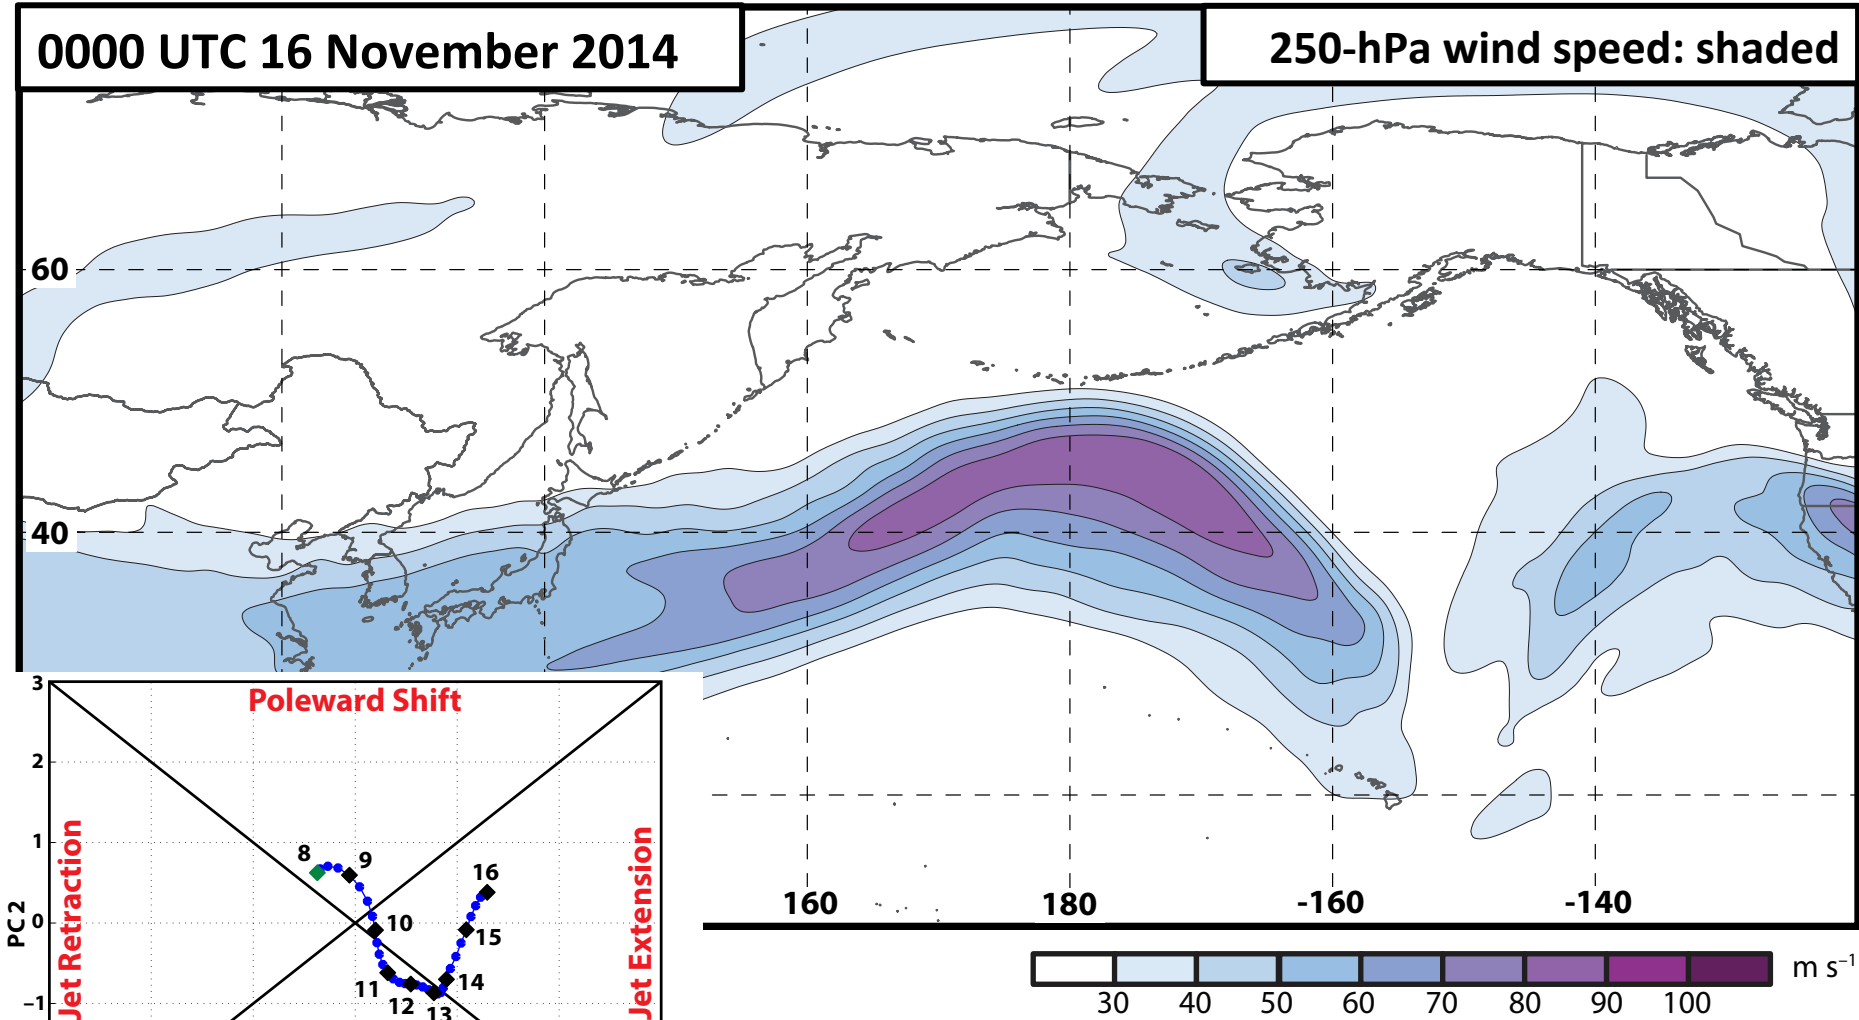 0000 UTC 16 November 2014
250-hPa wind speed: shaded
60
40
160 180 -160 -140
30 40 50 60 70 80 90 100 m s⁻¹
Poleward Shift
Jet Retraction
Jet Extension
PC 2
3
2
1
0
−1
8
9
10
11
12
13
14
15
16